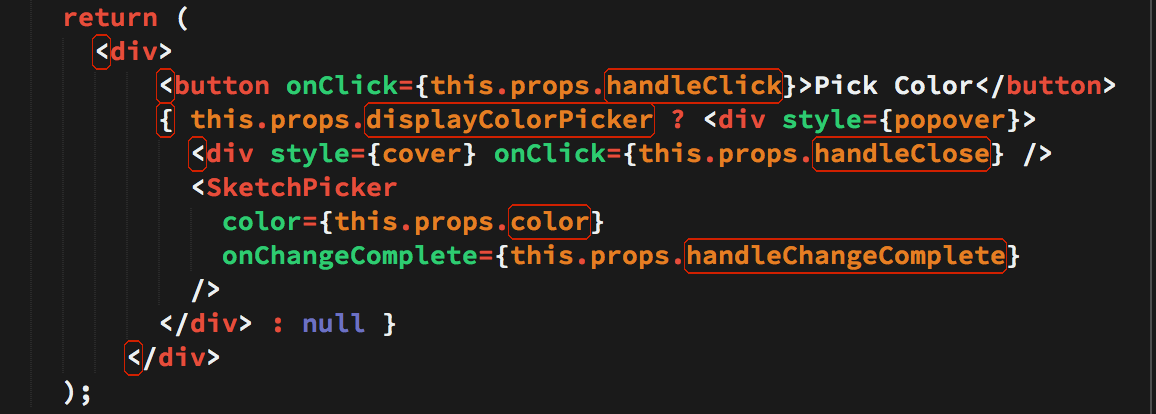 return (
<div>
<button onClick={this.props.handleClick}>Pick Color</button>
{ this.props.displayColorPicker ? <div style={popover}>
<div style={cover} onClick={this.props.handleClose} />
<SketchPicker
color={this.props.color}
onChangeComplete={this.props.handleChangeComplete}
/>
</div> : null }
</div>
);